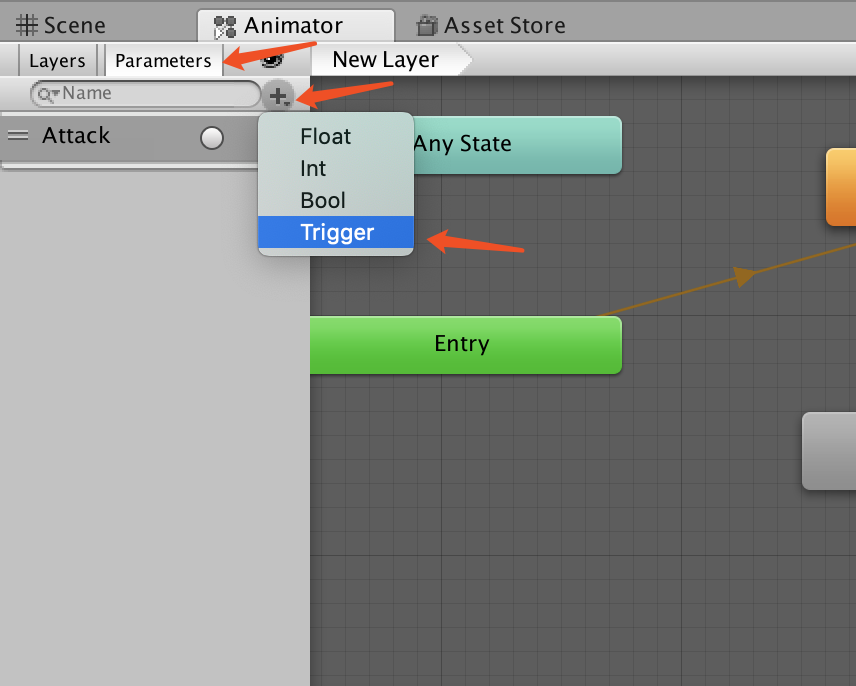 Scene Animator Asset Store
Layers Parameters New Layer
Name
Attack
Float
Int
Bool
Trigger
Any State
Entry